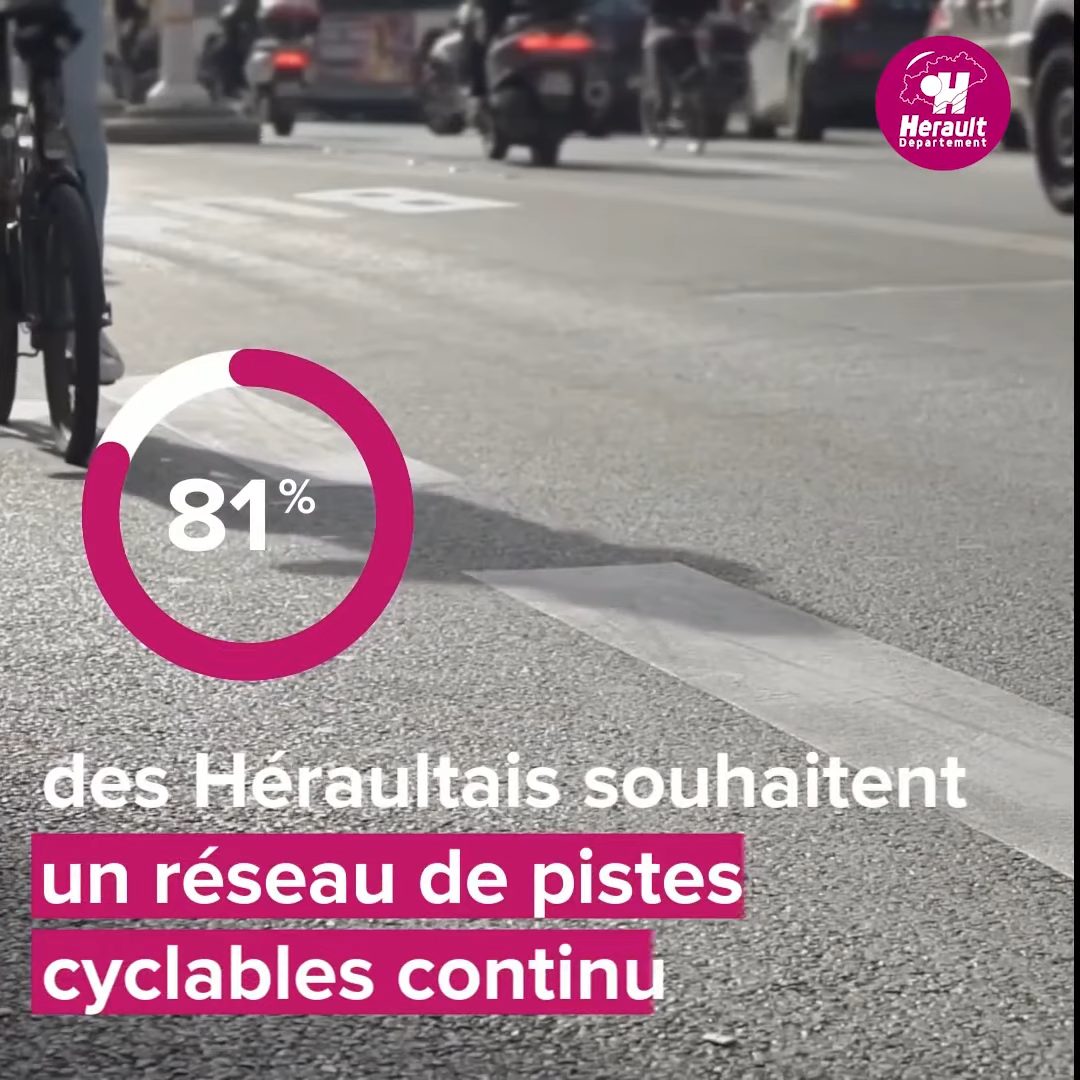 H
Hérault
Département
81%
des Héraultais souhaitent
un réseau de pistes
cyclables continu